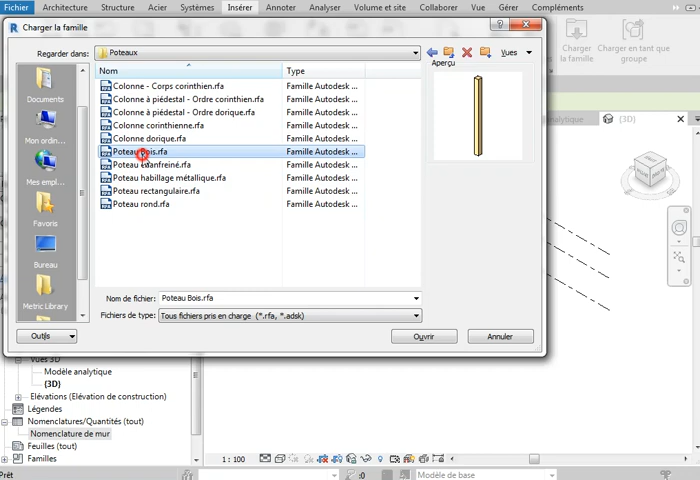 Fichier Architecture Structure Acier Systèmes Insérer Annoter Analyser Volume et site Collaborer Vue Gérer Compléments
Charger la famille
Charger
la famille
Charger en tant que
groupe
Regarder dans: Poteaux Vues
Aperçu
Nom Type
Colonne - Corps corinthien.rfa Famille Autodesk ...
Colonne à piédestal - Ordre corinthien.rfa Famille Autodesk ...
Colonne à piédestal - Ordre dorique.rfa Famille Autodesk ...
Colonne corinthienne.rfa Famille Autodesk ...
Colonne dorique.rfa Famille Autodesk ...
Poteau Bois.rfa Famille Autodesk ...
Poteau chanfreiné.rfa Famille Autodesk ...
Poteau habillage métallique.rfa Famille Autodesk ...
Poteau rectangulaire.rfa Famille Autodesk ...
Poteau rond.rfa Famille Autodesk ...
Documents
Mon ordin...
Mes empl...
Favoris
Bureau
Metric Library
Nom de fichier: Poteau Bois.rfa
Fichiers de type: Tous fichiers pris en charge (*.rfa, *.adsk)
Outils Ouvrir Annuler
analytique {3D}
Vues 3D
Modèle analytique
{3D}
Elévations (Elévation de construction)
Légendes
Nomenclatures/Quantités (tout)
Nomenclature de mur
Feuilles (tout)
Familles
1 : 100
Prêt
:0
Modèle de base